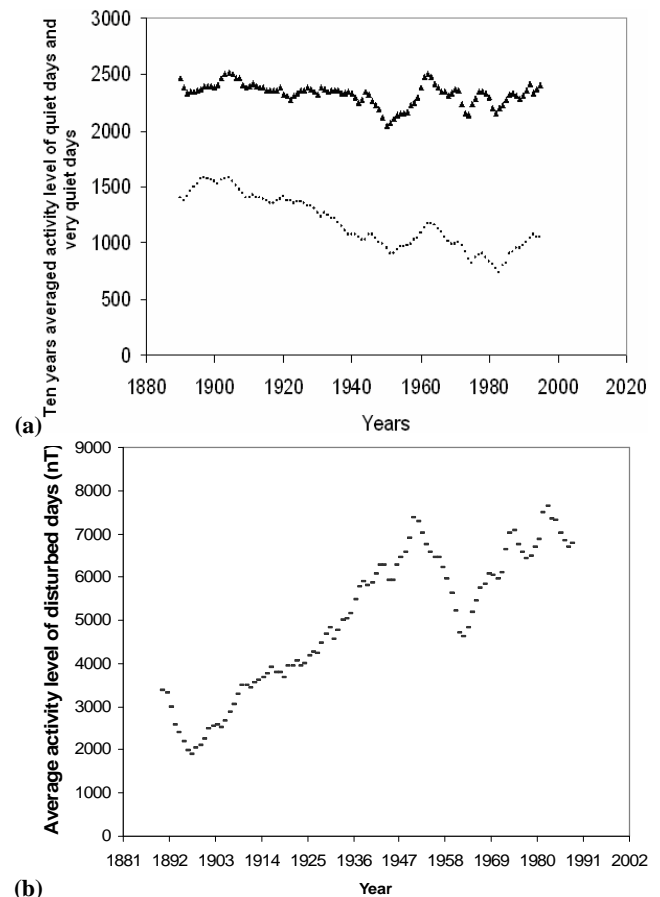 Ten years averaged activity level of quiet days and
very quiet days
3000
2500
2000
1500
1000
500
0
1880 1900 1920 1940 1960 1980 2000 2020
Years
(a)
Average activity level of disturbed days (nT)
9000
8000
7000
6000
5000
4000
3000
2000
1000
0
1881 1892 1903 1914 1925 1936 1947 1958 1969 1980 1991 2002
Year
(b)